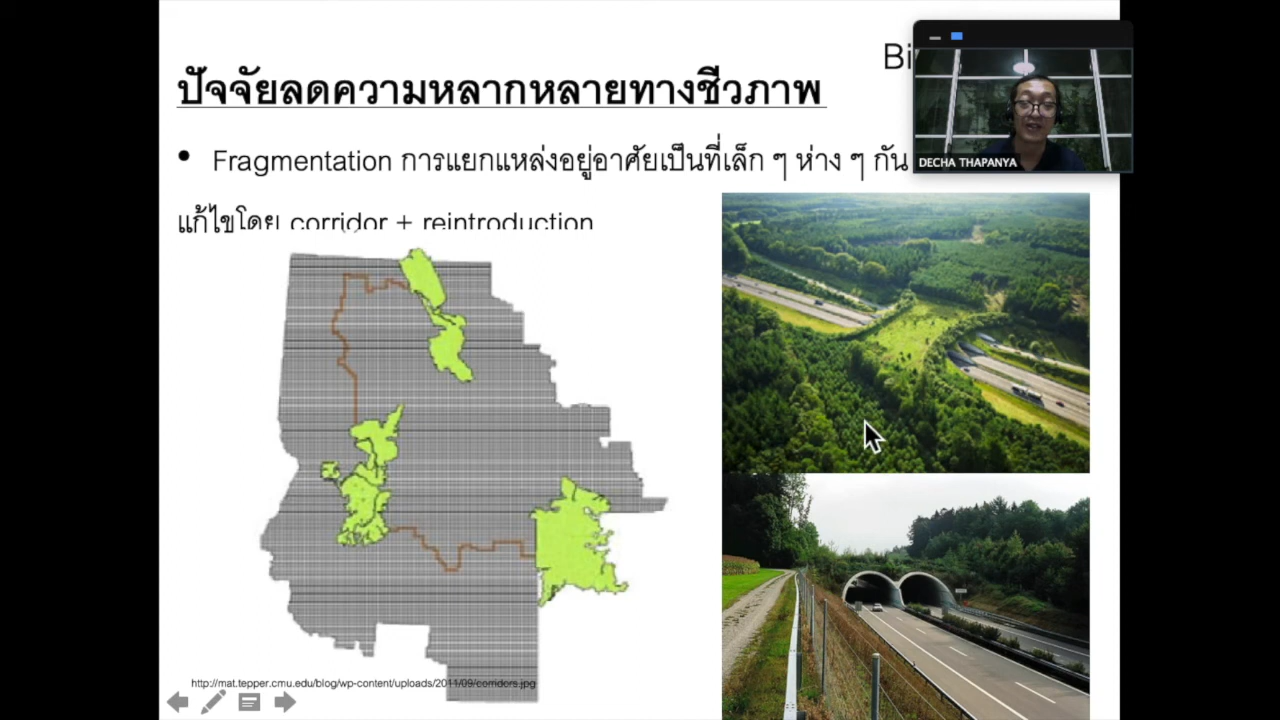 Bi
ปัจจัยลดความหลากหลายทางชีวภาพ
DECHA THAPANYA
• Fragmentation การแยกแหล่งอยู่อาศัยเป็นที่เล็ก ๆ ห่าง ๆ กัน
แก้ไขโดย corridor + reintroduction
http://mat.tepper.cmu.edu/blog/wp-content/uploads/2011/09/corridors.jpg